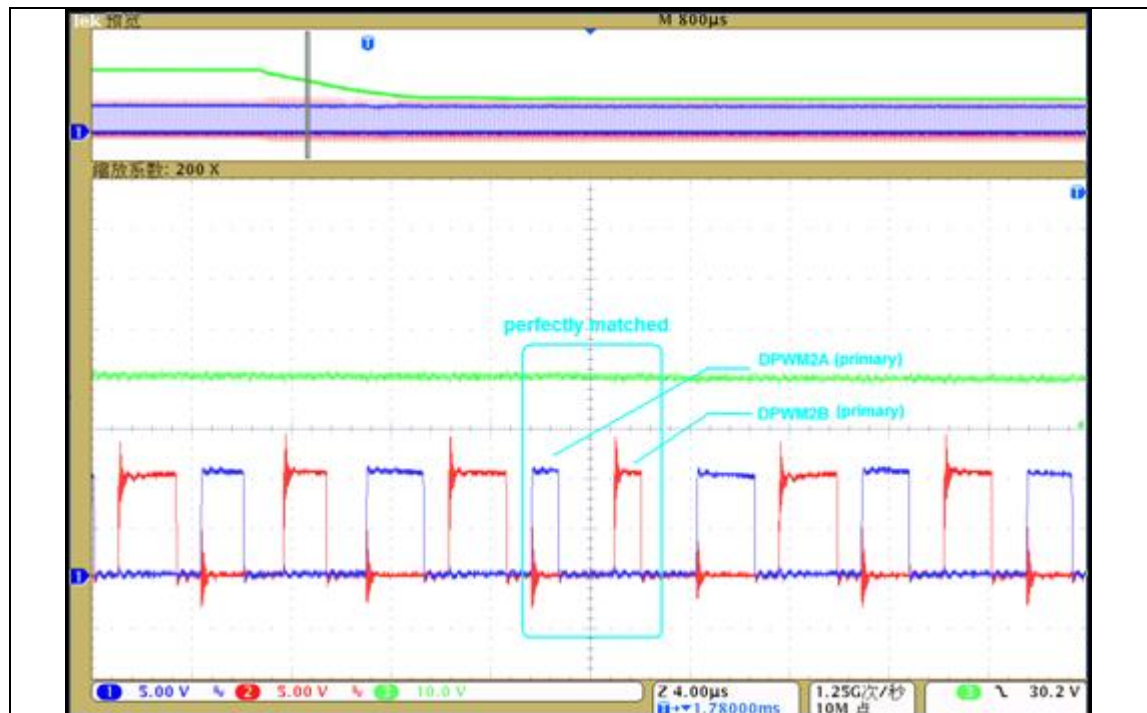 Tek 预览
M 800µs
T
1
缩放系数: 200 X
T
perfectly matched
DPWM2A (primary)
DPWM2B (primary)
1
1 5.00 V 2 5.00 V 3 10.0 V
Z 4.00µs
T→▼1.78000ms
1.25G次/秒
10M 点
3 30.2 V